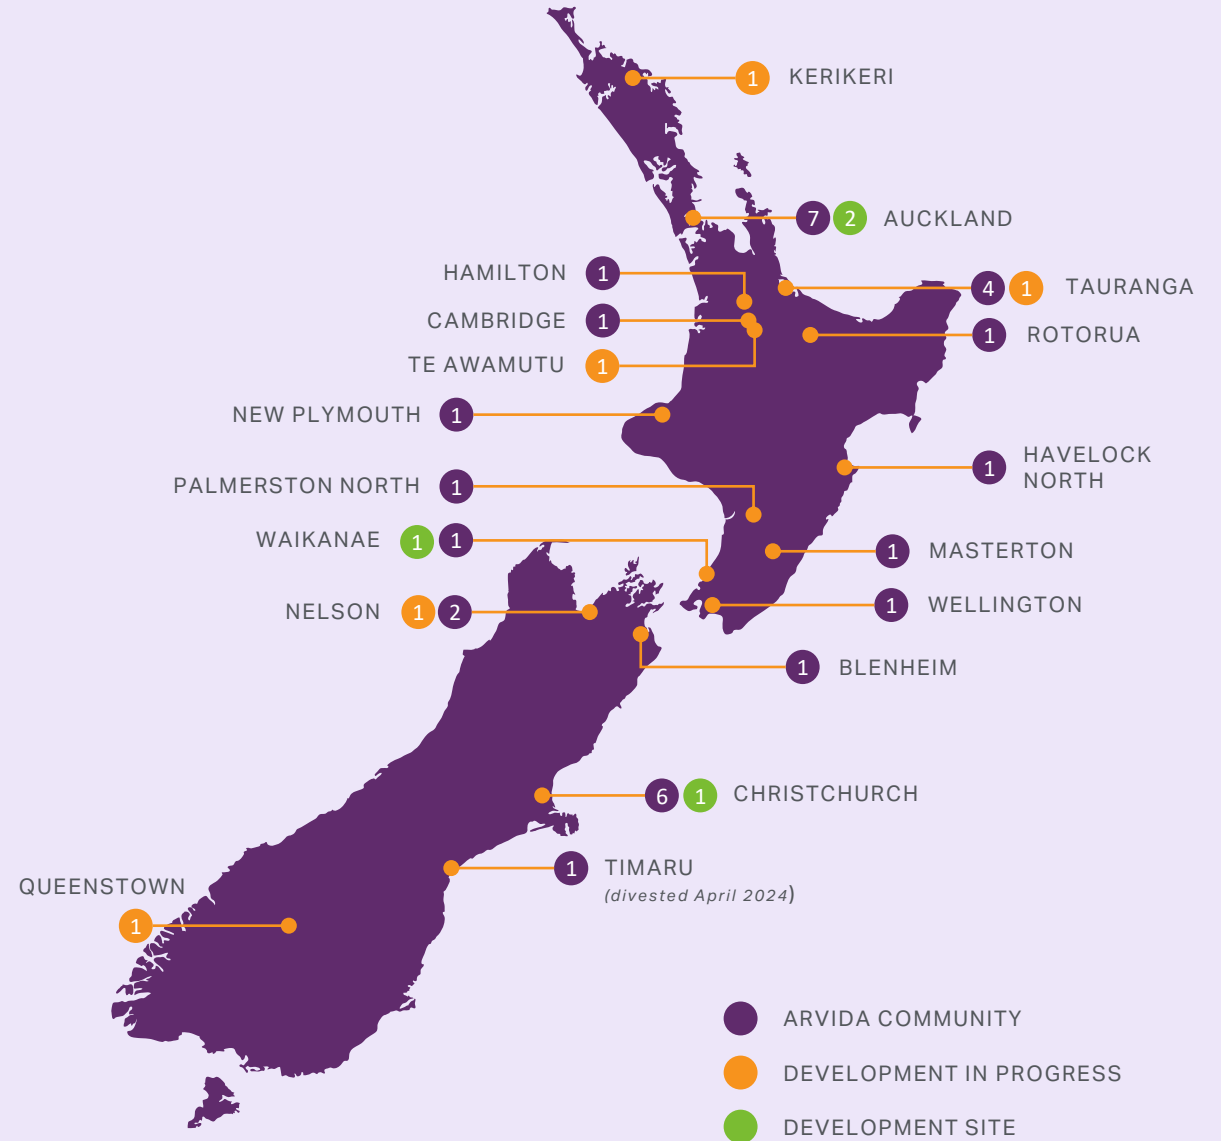 1 KERIKERI
7 2 AUCKLAND
HAMILTON 1
4 1 TAURANGA
CAMBRIDGE 1
1 ROTORUA
TE AWAMUTU 1
NEW PLYMOUTH 1
1 HAVELOCK
NORTH
PALMERSTON NORTH 1
WAIKANAE 1 1
1 MASTERTON
NELSON 1 2
1 WELLINGTON
1 BLENHEIM
6 1 CHRISTCHURCH
1 TIMARU
(divested April 2024)
QUEENSTOWN
1
ARVIDA COMMUNITY
DEVELOPMENT IN PROGRESS
DEVELOPMENT SITE